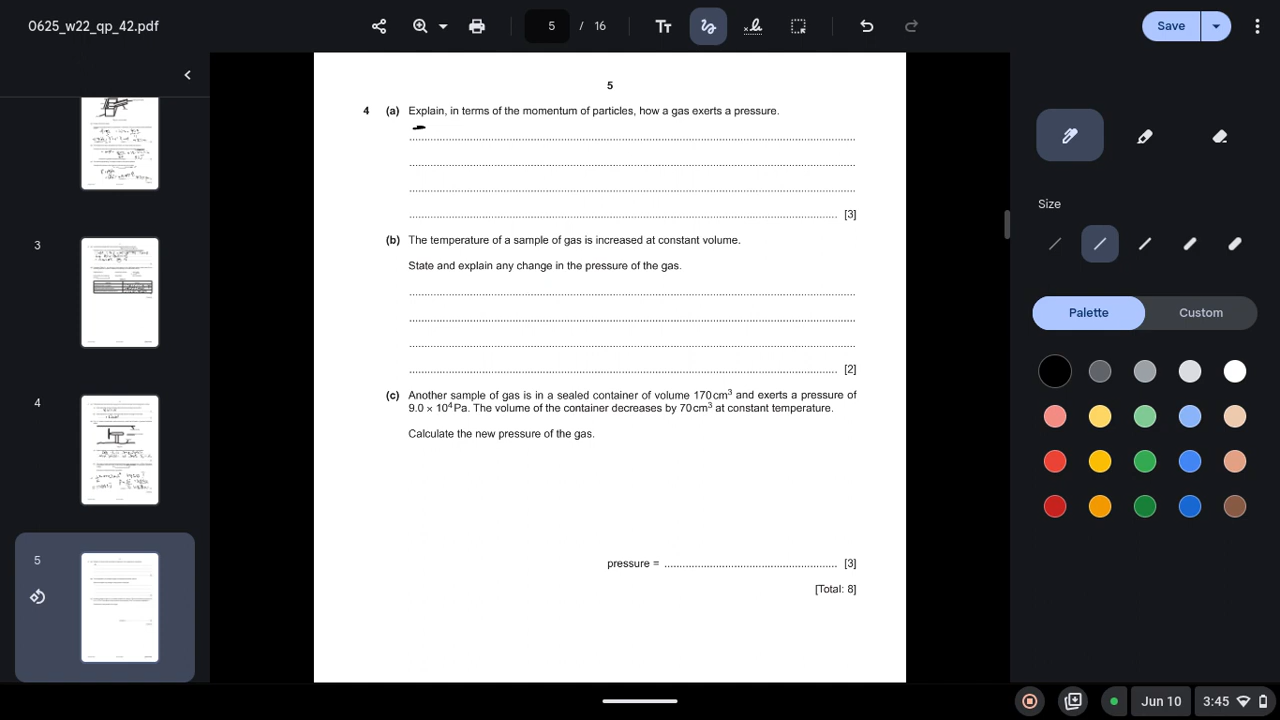 0625_w22_qp_42.pdf
5 / 16
Save
5
4 (a) Explain, in terms of the momentum of particles, how a gas exerts a pressure.
[3]
(b) The temperature of a sample of gas is increased at constant volume.
State and explain any change in the pressure of the gas.
[2]
(c) Another sample of gas is in a sealed container of volume 170 cm³ and exerts a pressure of
9.0 × 10⁴ Pa. The volume of the container decreases by 70 cm³ at constant temperature.
Calculate the new pressure of the gas.
pressure = [3]
[Total: 8]
3
4
5
Size
Palette
Custom
Jun 10
3:45